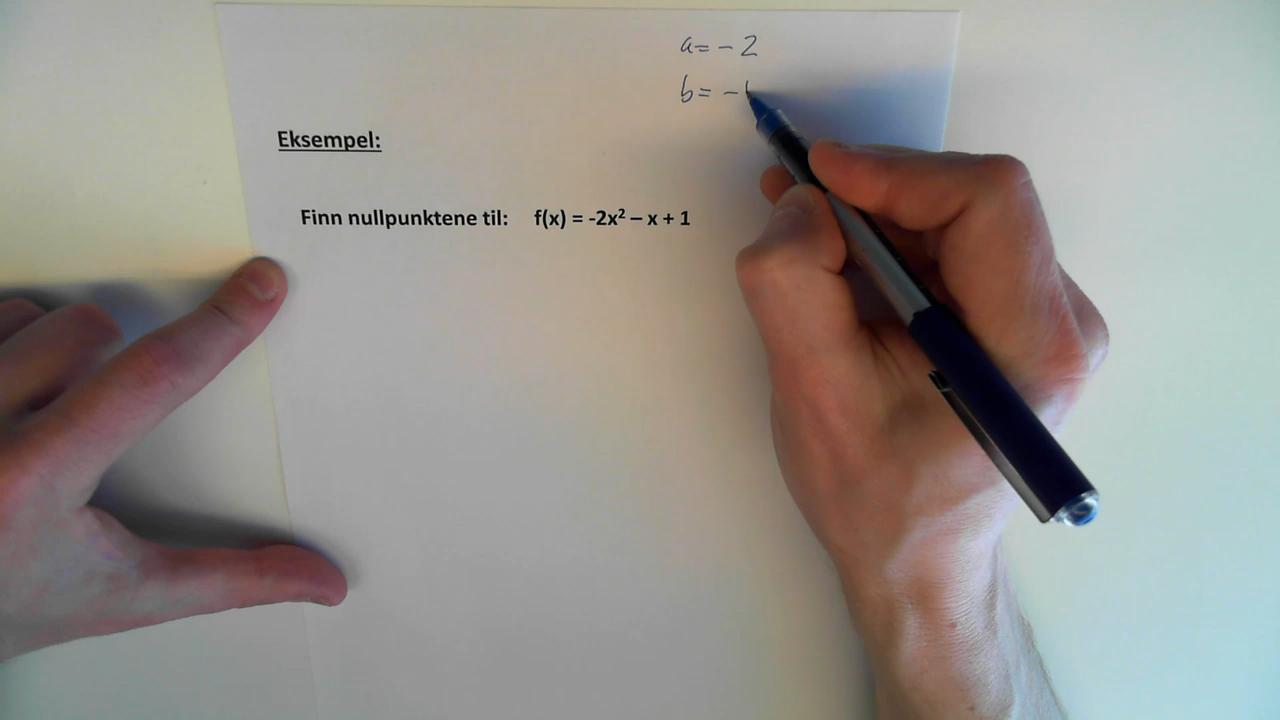 a = - 2
b = -
Eksempel:
Finn nullpunktene til: f(x) = -2x² – x + 1